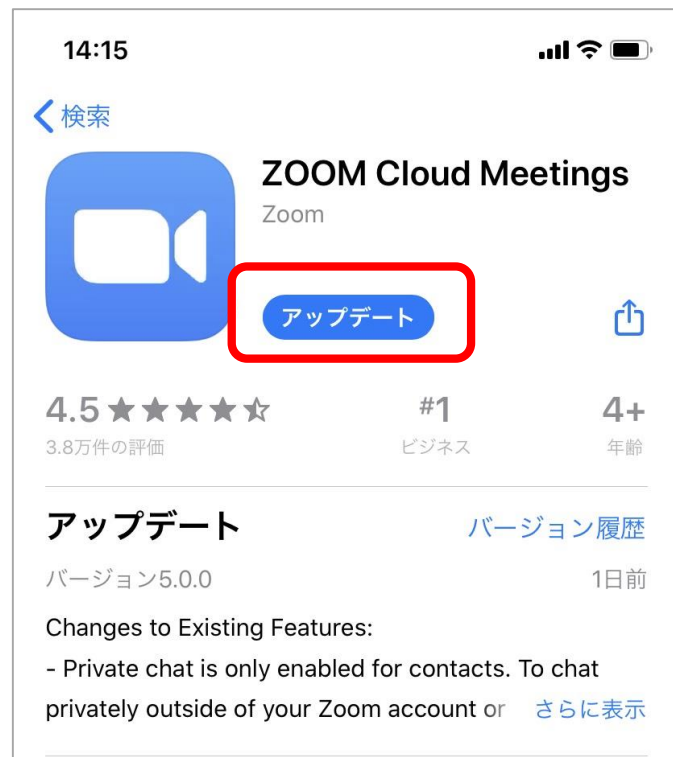 14:15
検索
ZOOM Cloud Meetings
Zoom
アップデート
4.5
#1
4+
3.8万件の評価
ビジネス
年齢
アップデート
バージョン履歴
バージョン5.0.0
1日前
Changes to Existing Features:
- Private chat is only enabled for contacts. To chat
privately outside of your Zoom account or さらに表示